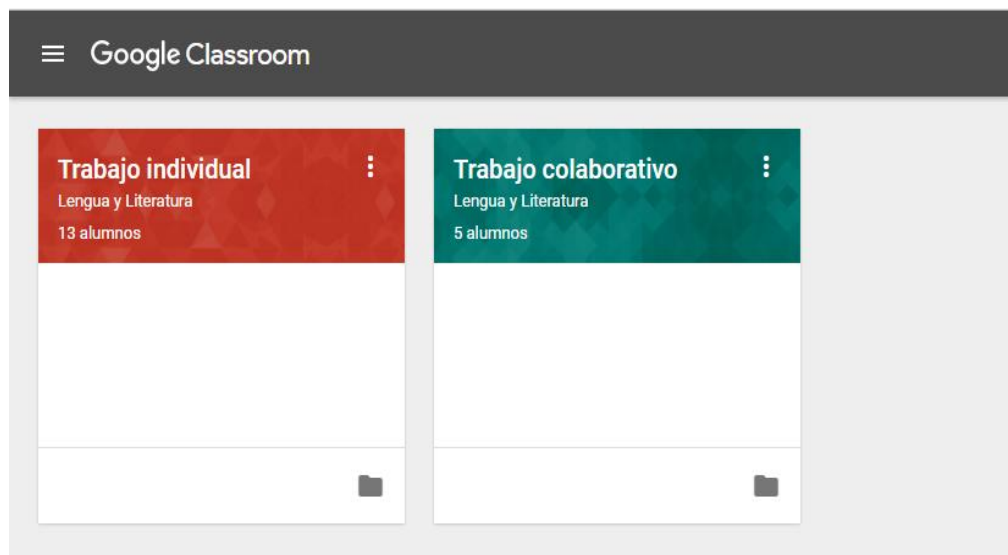 Google Classroom
Trabajo individual
Lengua y Literatura
13 alumnos
Trabajo colaborativo
Lengua y Literatura
5 alumnos